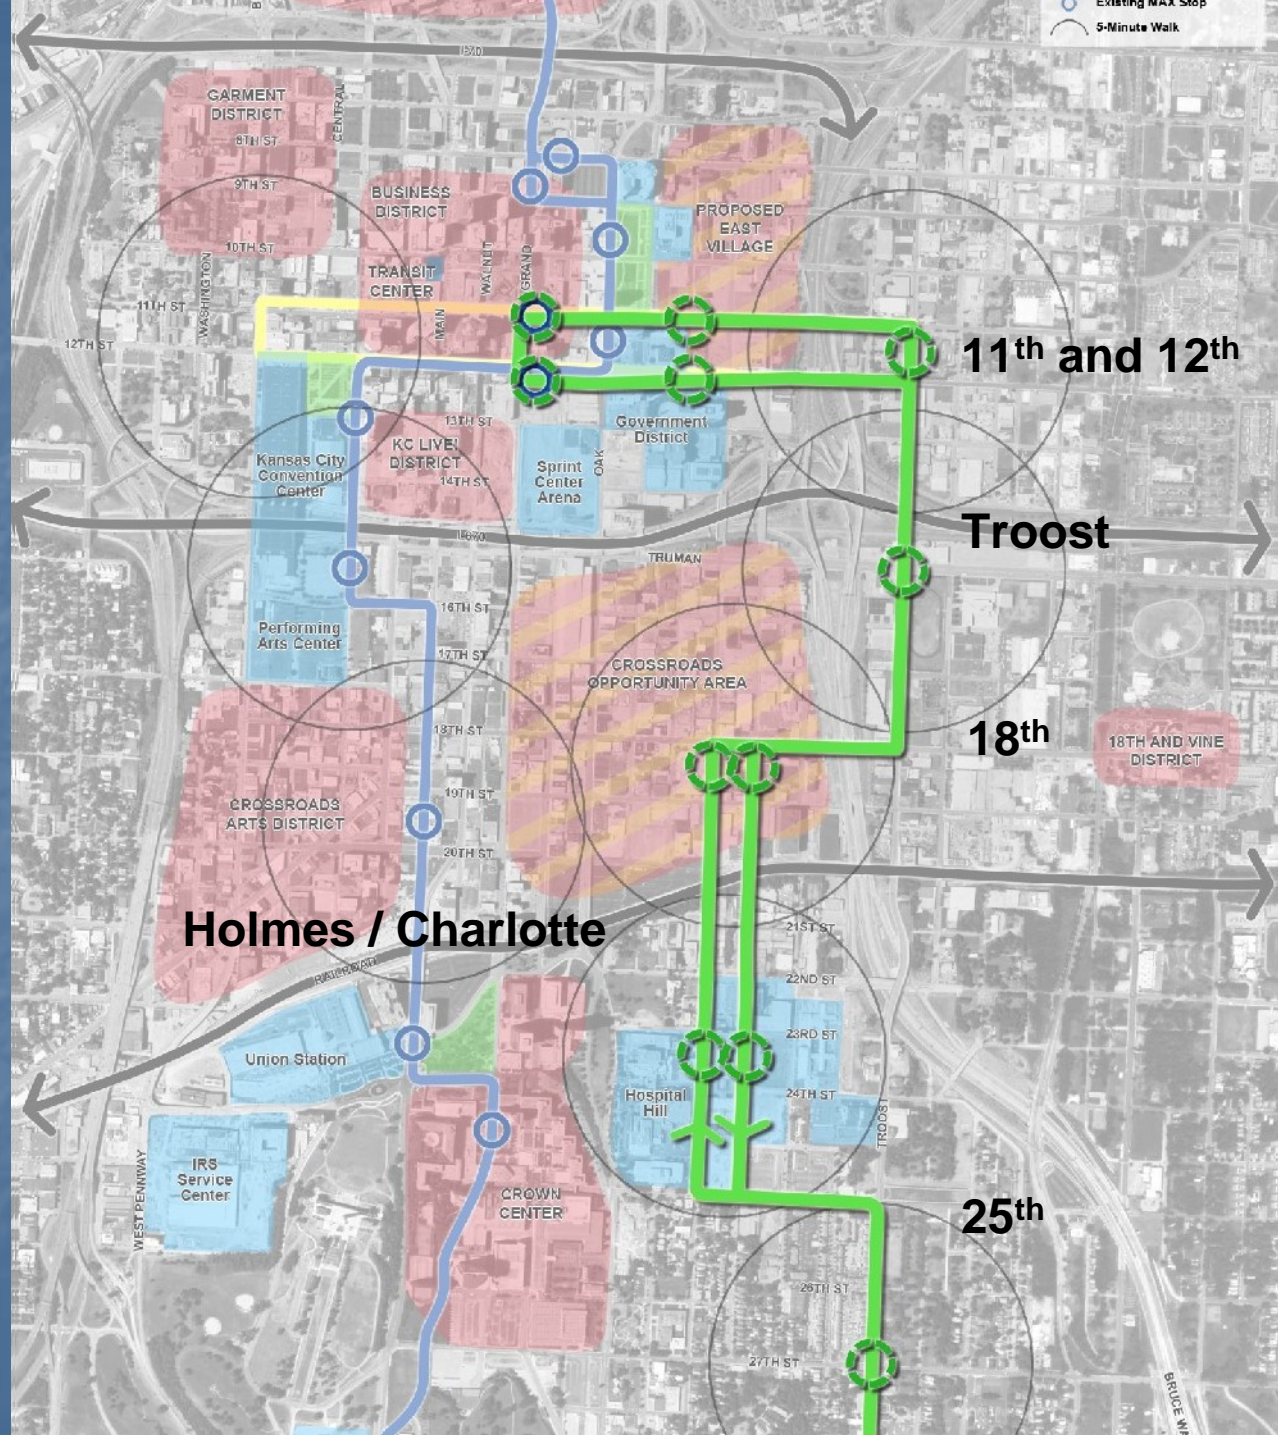 Existing MAX Stop
5-Minute Walk
I-70
GARMENT
DISTRICT
CENTRAL
8TH ST
9TH ST
10TH ST
BUSINESS
DISTRICT
PROPOSED
EAST
VILLAGE
WASHINGTON
WALNUT
GRAND
TRANSIT
CENTER
MAIN
11TH ST
12TH ST
11th and 12th
13TH ST
Government
District
KC LIVE!
DISTRICT
14TH ST
Kansas City
Convention
Center
Sprint
Center
Arena
OAK
I-670
Troost
TRUMAN
16TH ST
Performing
Arts Center
17TH ST
CROSSROADS
OPPORTUNITY AREA
18TH ST
18th
18TH AND VINE
DISTRICT
19TH ST
CROSSROADS
ARTS DISTRICT
20TH ST
Holmes / Charlotte
21ST ST
RAILROAD
22ND ST
23RD ST
Union Station
24TH ST
Hospital
Hill
TROOST
IRS
Service
Center
WEST PENNWAY
CROWN
CENTER
25th
26TH ST
27TH ST
BRUCE